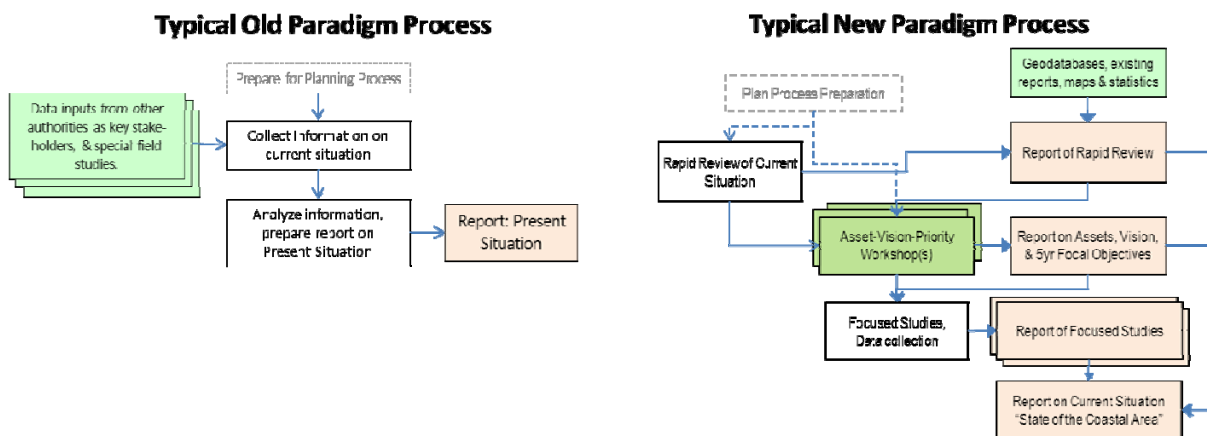 Typical Old Paradigm Process
Prepare for Planning Process
Data inputs from other
authorities as key stake-
holders, & special field
studies.
Collect Information on
current situation
Analyze information,
prepare report on
Present Situation
Report: Present
Situation
Typical New Paradigm Process
Geodatabases, existing
reports, maps & statistics
Plan Process Preparation
Rapid Review of Current
Situation
Report of Rapid Review
Asset-Vision-Priority
Workshop(s)
Report on Assets, Vision,
& 5yr Focal Objectives
Focused Studies,
Data collection
Report of Focused Studies
Report on Current Situation
"State of the Coastal Area"